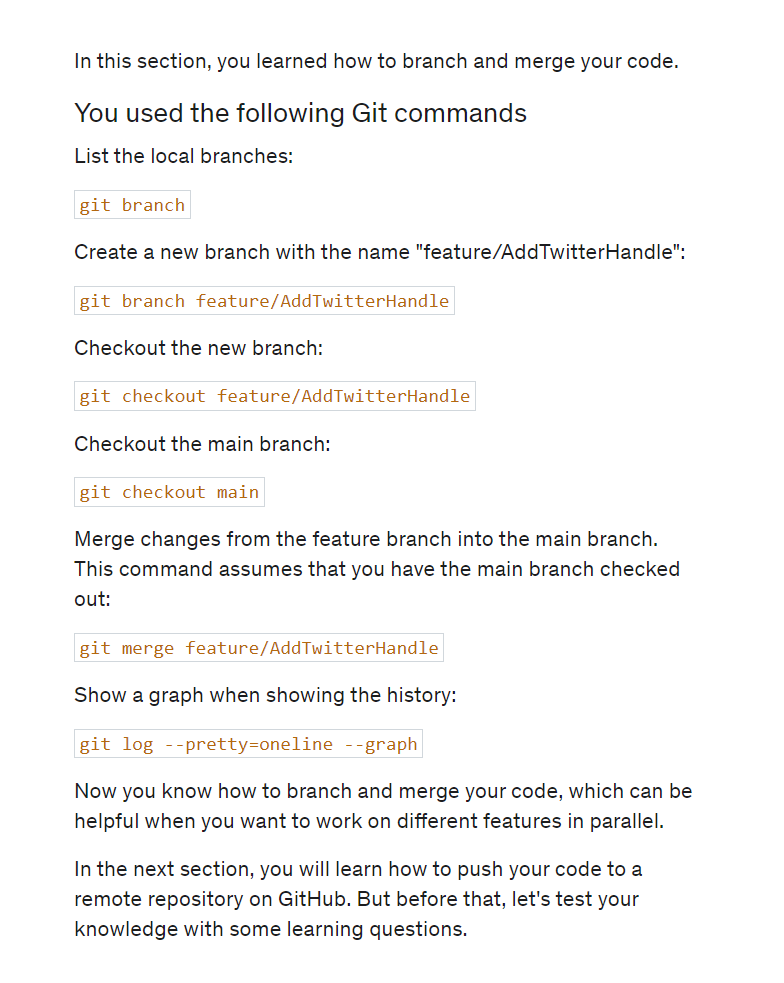 In this section, you learned how to branch and merge your code.
You used the following Git commands
List the local branches:
git branch
Create a new branch with the name "feature/AddTwitterHandle":
git branch feature/AddTwitterHandle
Checkout the new branch:
git checkout feature/AddTwitterHandle
Checkout the main branch:
git checkout main
Merge changes from the feature branch into the main branch.
This command assumes that you have the main branch checked
out:
git merge feature/AddTwitterHandle
Show a graph when showing the history:
git log --pretty=oneline --graph
Now you know how to branch and merge your code, which can be
helpful when you want to work on different features in parallel.
In the next section, you will learn how to push your code to a
remote repository on GitHub. But before that, let's test your
knowledge with some learning questions.